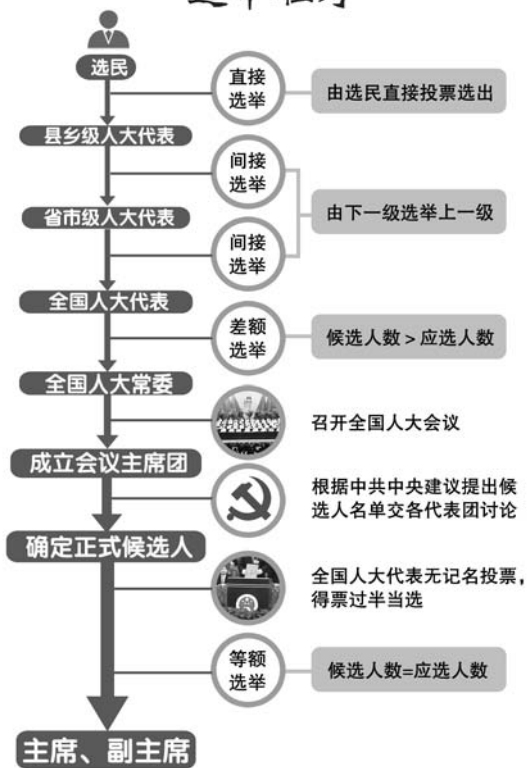 选民
直接
选举
由选民直接投票选出
县乡级人大代表
间接
选举
由下一级选举上一级
省市级人大代表
间接
选举
全国人大代表
差额
选举
候选人数>应选人数
全国人大常委
召开全国人大会议
成立会议主席团
根据中共中央建议提出候
选人名单交各代表团讨论
确定正式候选人
全国人大代表无记名投票,
得票过半当选
等额
选举
候选人数=应选人数
主席、副主席